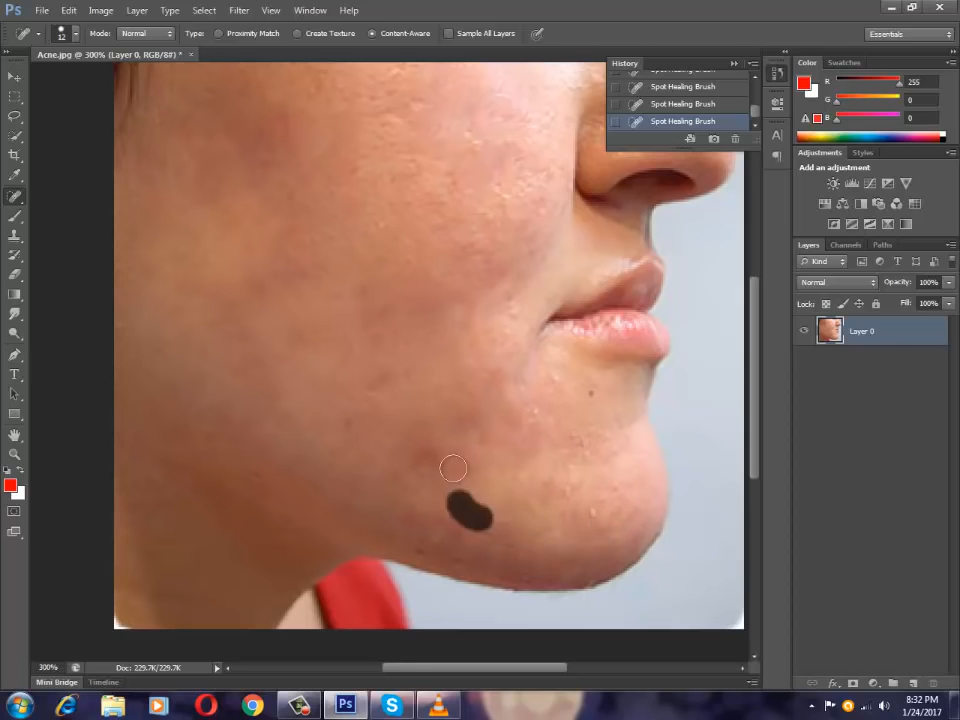 Ps File Edit Image Layer Type Select Filter View Window Help
12 Mode: Normal Type: Proximity Match Create Texture Content-Aware Sample All Layers Essentials
Acne.jpg @ 300% (Layer 0, RGB/8#) * ×
History
Spot Healing Brush
Spot Healing Brush
Spot Healing Brush
Color Swatches
R 255
G 0
B 0
Adjustments Styles
Add an adjustment
Layers Channels Paths
Kind
Normal Opacity: 100%
Lock: Fill: 100%
Layer 0
300% Doc: 229.7K/229.7K
Mini Bridge Timeline
8:32 PM
1/24/2017